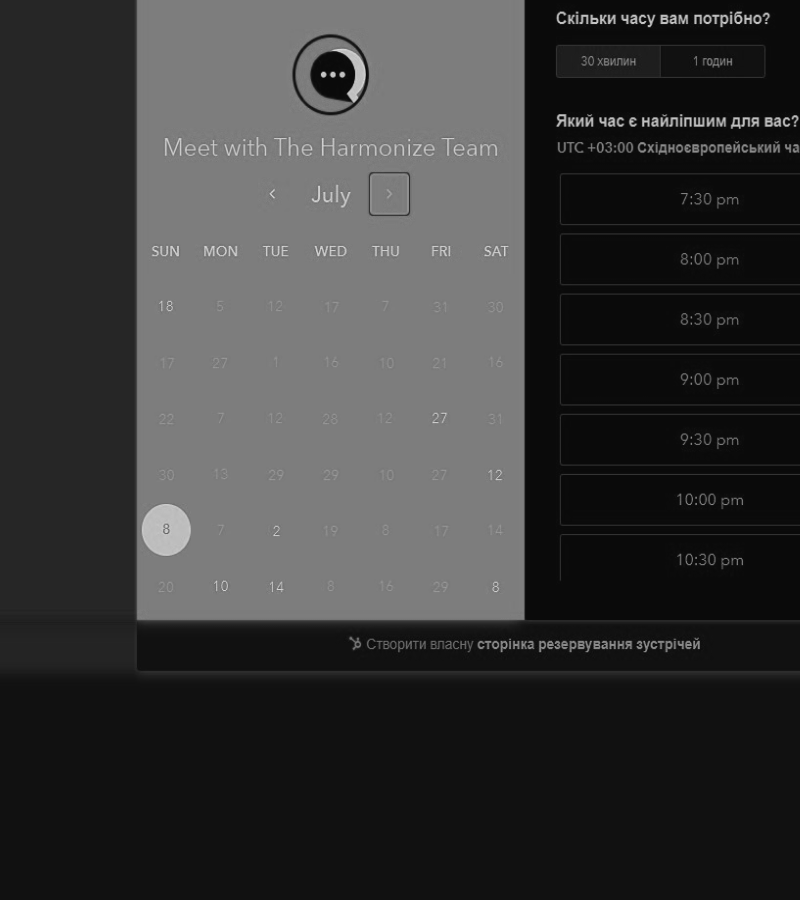 Meet with The Harmonize Team
July
SUN MON TUE WED THU FRI SAT
18 5 12 17 7 31 30
17 27 1 16 10 21 16
22 7 12 28 12 27 31
30 13 29 29 10 27 12
8 7 2 19 8 17 14
20 10 14 8 16 29 8
Скільки часу вам потрібно?
30 хвилин 1 годин
Який час є найліпшим для вас?
UTC +03:00 Східноєвропейський ча
7:30 pm
8:00 pm
8:30 pm
9:00 pm
9:30 pm
10:00 pm
10:30 pm
Створити власну сторінка резервування зустрічей